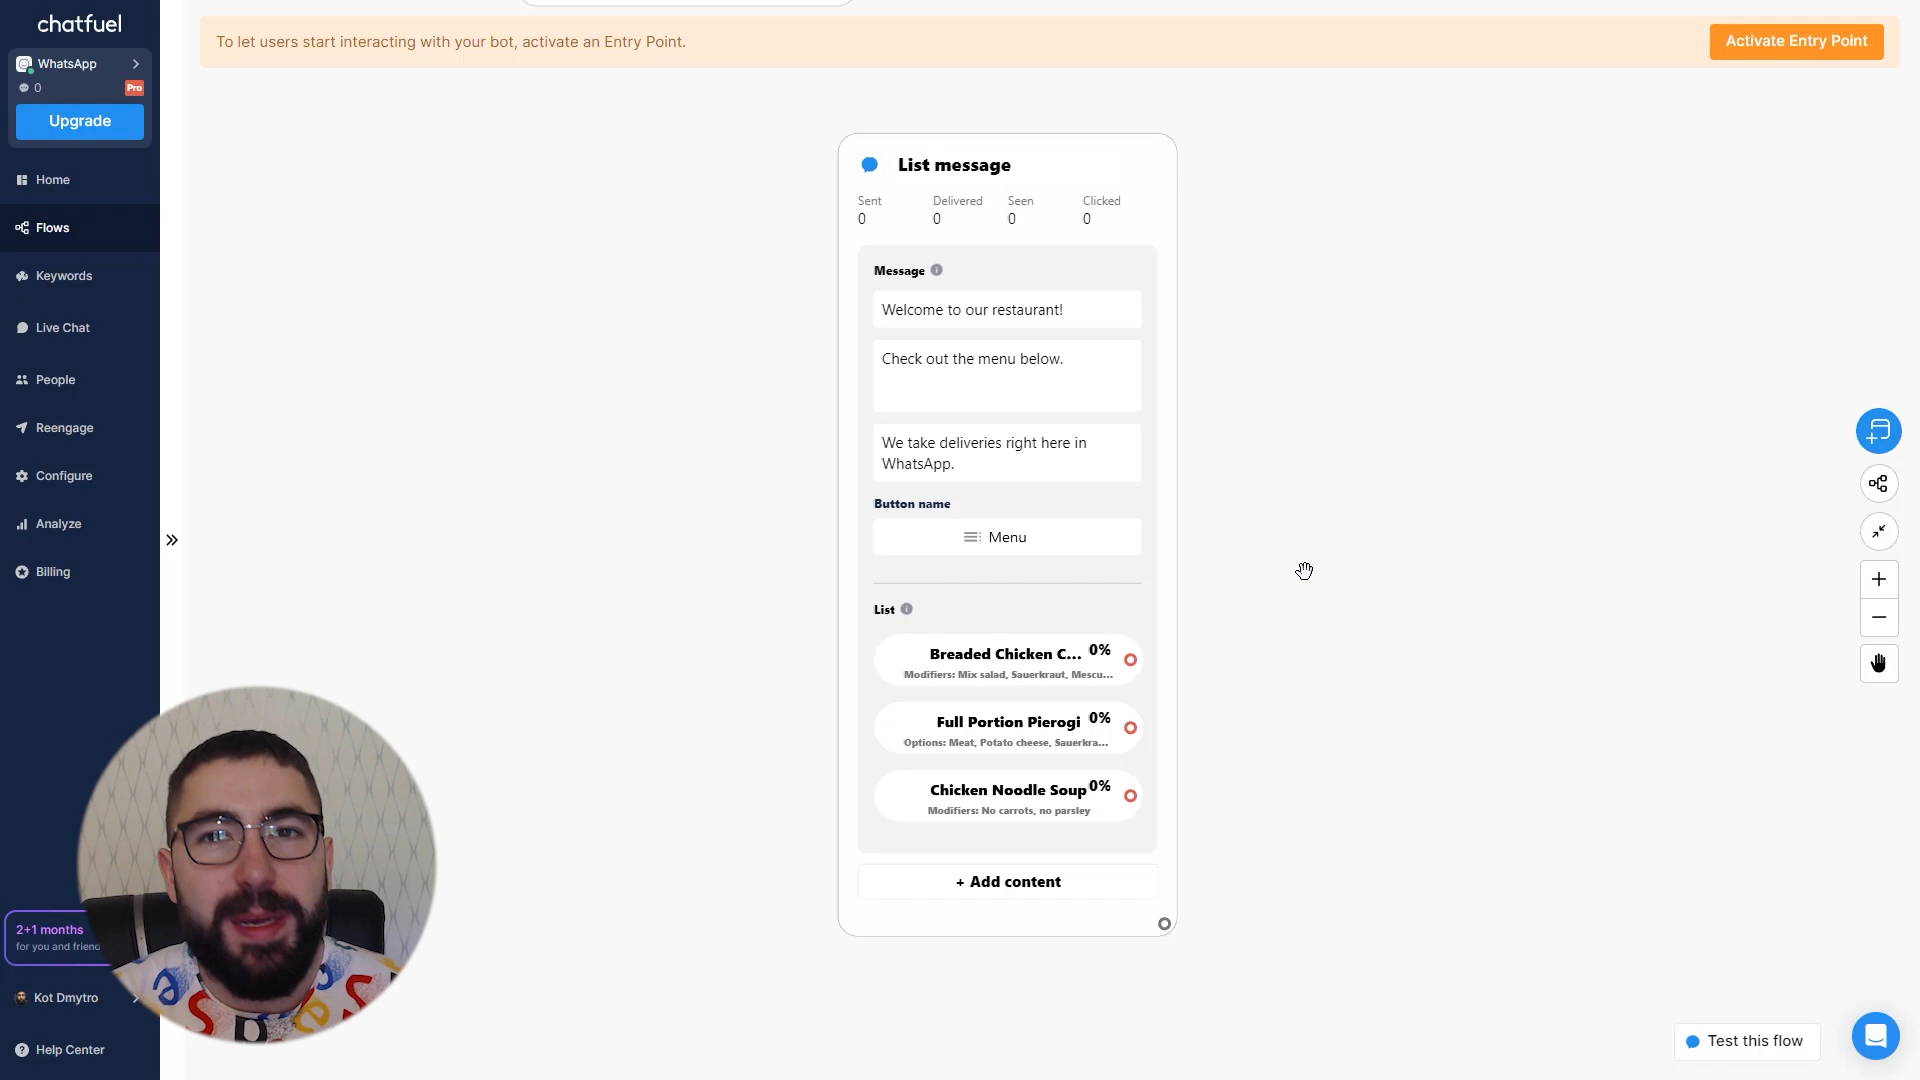 chatfuel
WhatsApp
0
Pro
Upgrade
Home
Flows
Keywords
Live Chat
People
Reengage
Configure
Analyze
Billing
2+1 months
for you and frienc
Kot Dmytro
Help Center
To let users start interacting with your bot, activate an Entry Point.
Activate Entry Point
List message
Sent Delivered Seen Clicked
0 0 0 0
Message
Welcome to our restaurant!
Check out the menu below.
We take deliveries right here in
WhatsApp.
Button name
Menu
List
Breaded Chicken C... 0%
Modifiers: Mix salad, Sauerkraut, Mescu...
Full Portion Pierogi 0%
Options: Meat, Potato cheese, Sauerkra...
Chicken Noodle Soup 0%
Modifiers: No carrots, no parsley
+ Add content
Test this flow